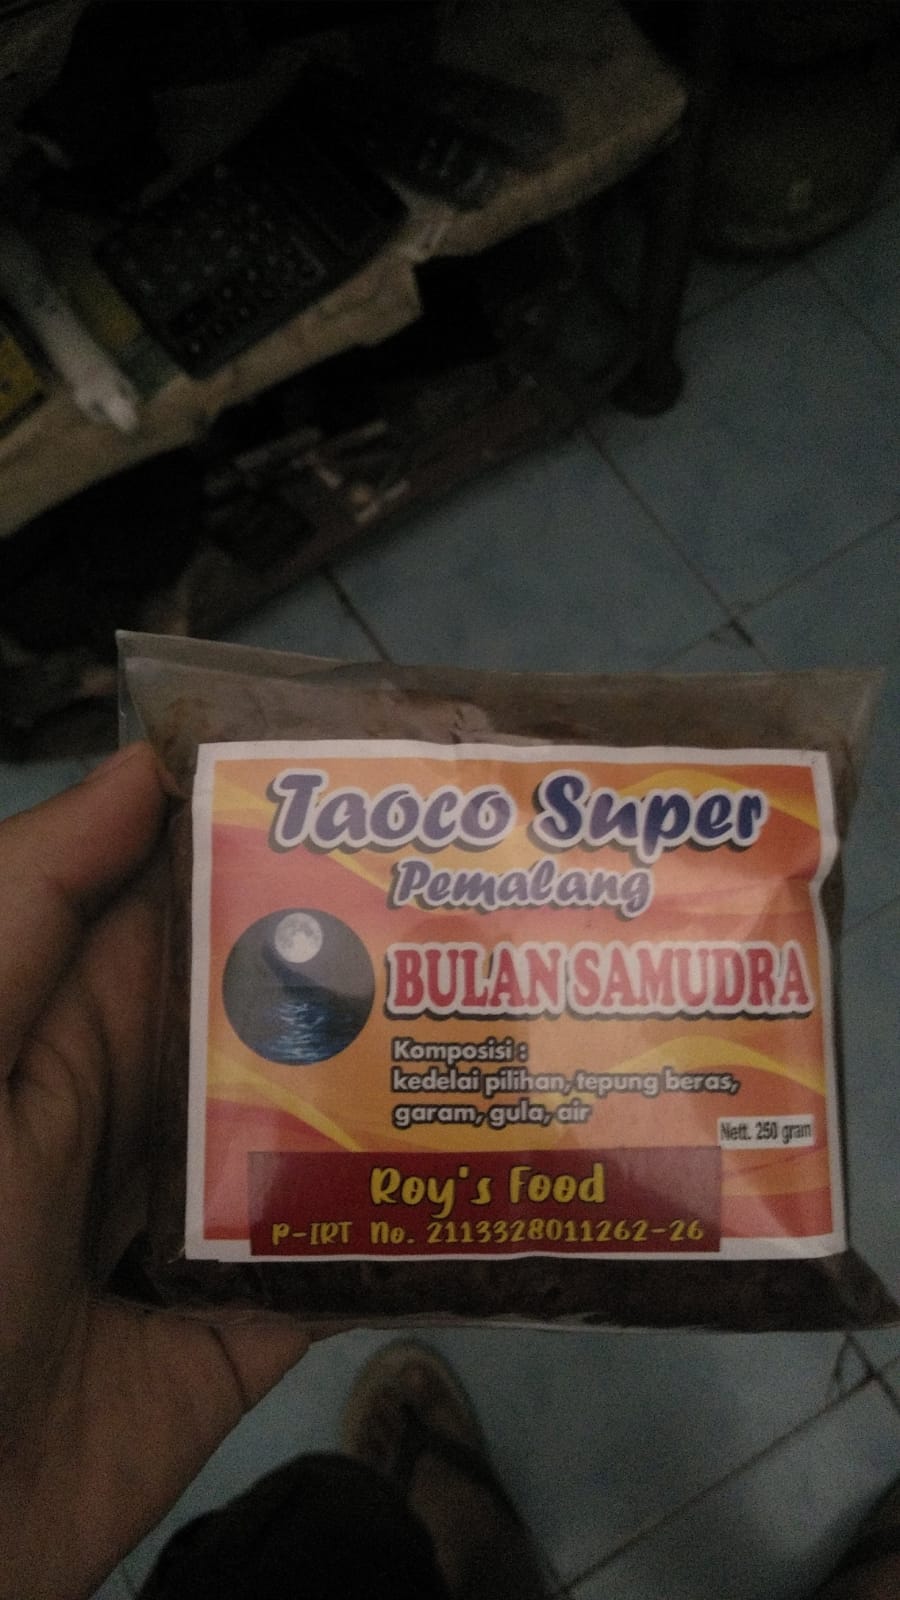 Taoco Super
Pemalang
BULAN SAMUDRA
Komposisi :
kedelai pilihan, tepung beras,
garam, gula, air
Nett. 250 gram
Roy's Food
P-IRT No. 2113328011262-26